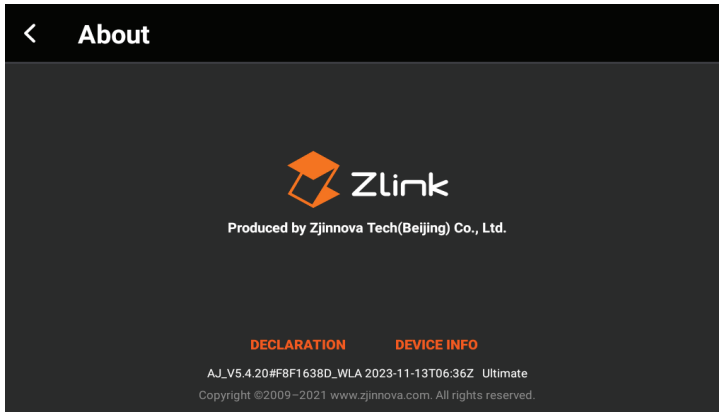 About
Zlink
Produced by Zjinnova Tech(Beijing) Co., Ltd.
DECLARATION DEVICE INFO
AJ_V5.4.20#F8F1638D_WLA 2023-11-13T06:36Z Ultimate
Copyright ©2009–2021 www.zjinnova.com. All rights reserved.